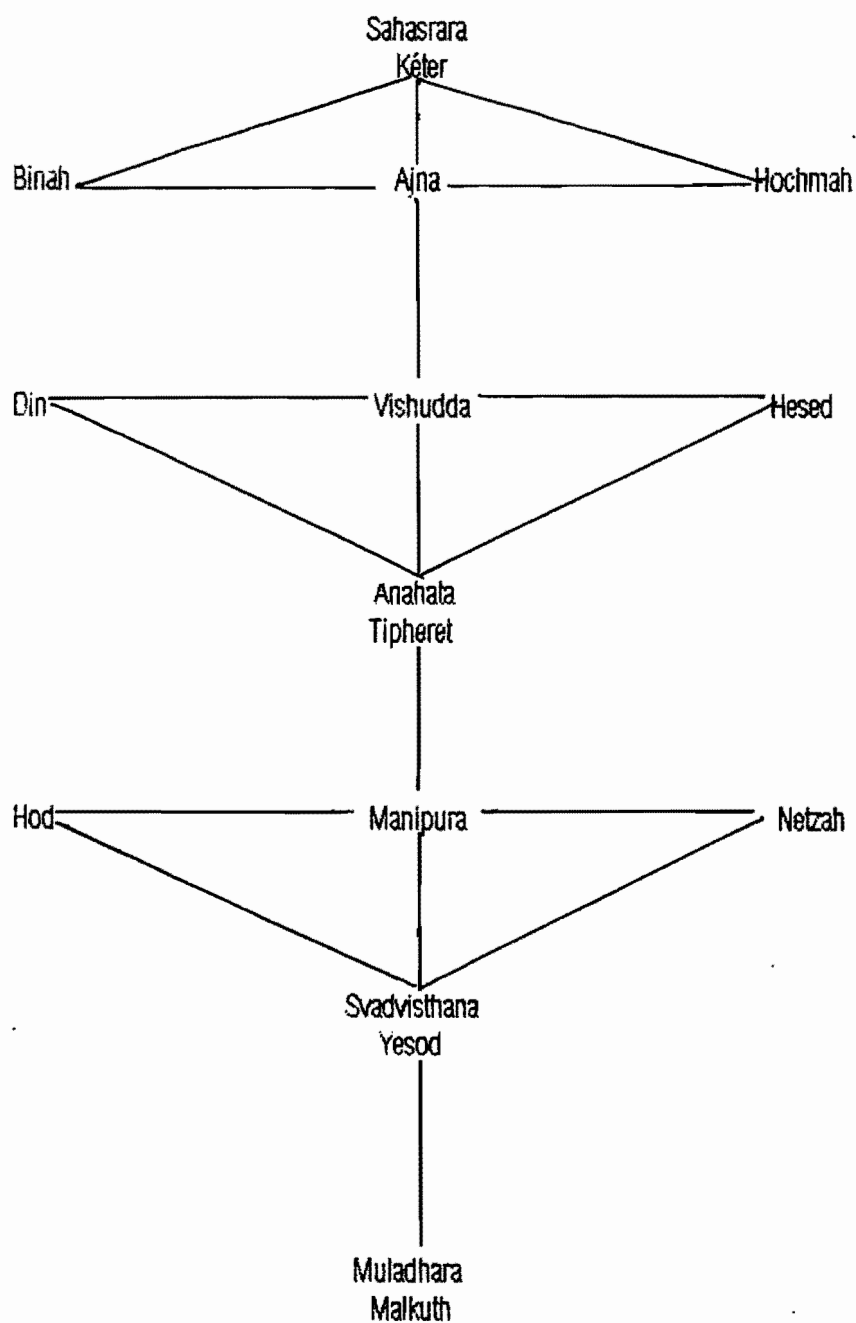 Sahasrara
Kéter
Binah Ajna Hochmah
Din Vishudda Hesed
Anahata
Tipheret
Hod Manipura Netzah
Svadvisthana
Yesod
Muladhara
Malkuth